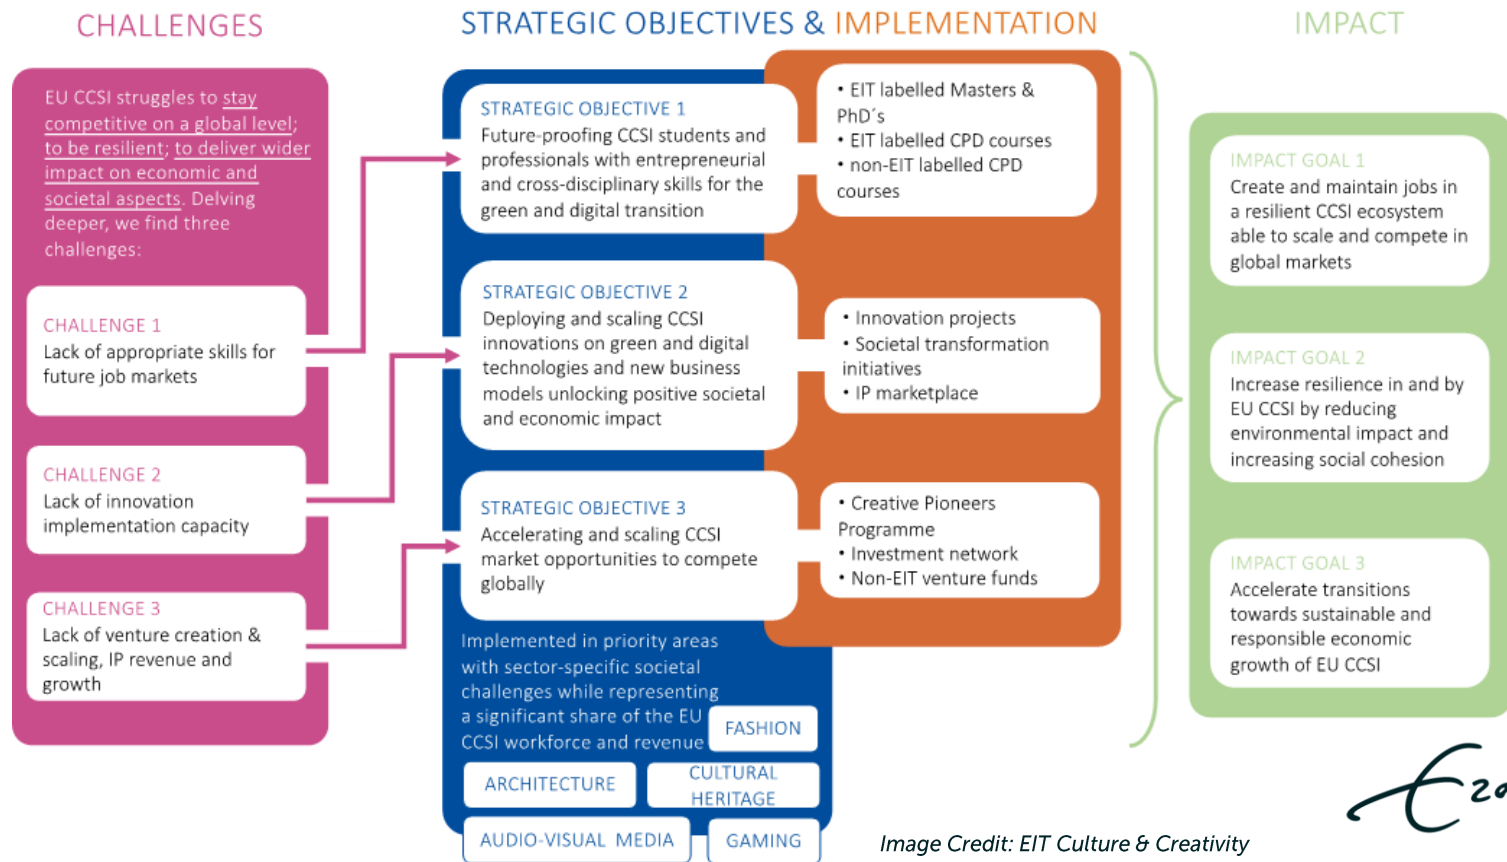 CHALLENGES
EU CCSI struggles to stay
competitive on a global level;
to be resilient; to deliver wider
impact on economic and
societal aspects. Delving
deeper, we find three
challenges:
CHALLENGE 1
Lack of appropriate skills for
future job markets
CHALLENGE 2
Lack of innovation
implementation capacity
CHALLENGE 3
Lack of venture creation &
scaling, IP revenue and
growth
STRATEGIC OBJECTIVES & IMPLEMENTATION
STRATEGIC OBJECTIVE 1
Future-proofing CCSI students and
professionals with entrepreneurial
and cross-disciplinary skills for the
green and digital transition
• EIT labelled Masters &
PhD´s
• EIT labelled CPD courses
• non-EIT labelled CPD
courses
STRATEGIC OBJECTIVE 2
Deploying and scaling CCSI
innovations on green and digital
technologies and new business
models unlocking positive societal
and economic impact
• Innovation projects
• Societal transformation
initiatives
• IP marketplace
STRATEGIC OBJECTIVE 3
Accelerating and scaling CCSI
market opportunities to compete
globally
• Creative Pioneers
Programme
• Investment network
• Non-EIT venture funds
Implemented in priority areas
with sector-specific societal
challenges while representing
a significant share of the EU
CCSI workforce and revenue
FASHION
ARCHITECTURE
CULTURAL
HERITAGE
AUDIO-VISUAL MEDIA
GAMING
IMPACT
IMPACT GOAL 1
Create and maintain jobs in
a resilient CCSI ecosystem
able to scale and compete in
global markets
IMPACT GOAL 2
Increase resilience in and by
EU CCSI by reducing
environmental impact and
increasing social cohesion
IMPACT GOAL 3
Accelerate transitions
towards sustainable and
responsible economic
growth of EU CCSI
Image Credit: EIT Culture & Creativity